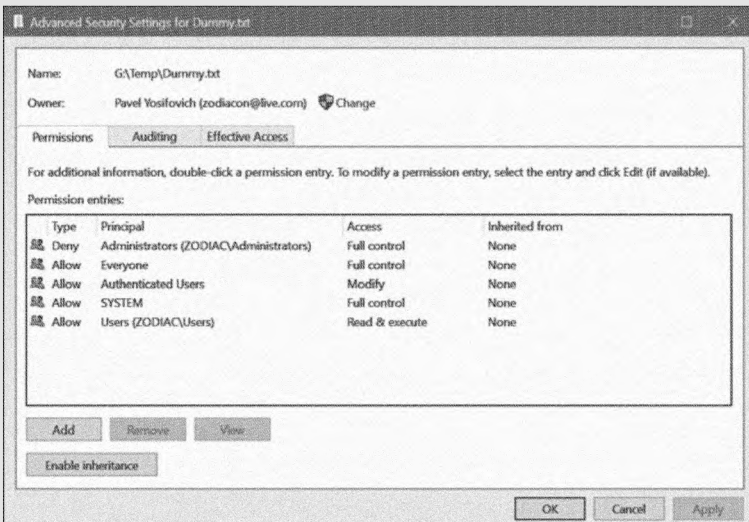 Advanced Security Settings for Dummy.txt
Name: G:\Temp\Dummy.txt
Owner: Pavel Yosifovich (zodiacon@live.com) Change
Permissions Auditing Effective Access
For additional information, double-click a permission entry. To modify a permission entry, select the entry and click Edit (if available).
Permission entries:
Type Principal Access Inherited from
Deny Administrators (ZODIAC\Administrators) Full control None
Allow Everyone Full control None
Allow Authenticated Users Modify None
Allow SYSTEM Full control None
Allow Users (ZODIAC\Users) Read & execute None
Add Remove View
Enable inheritance
OK Cancel Apply